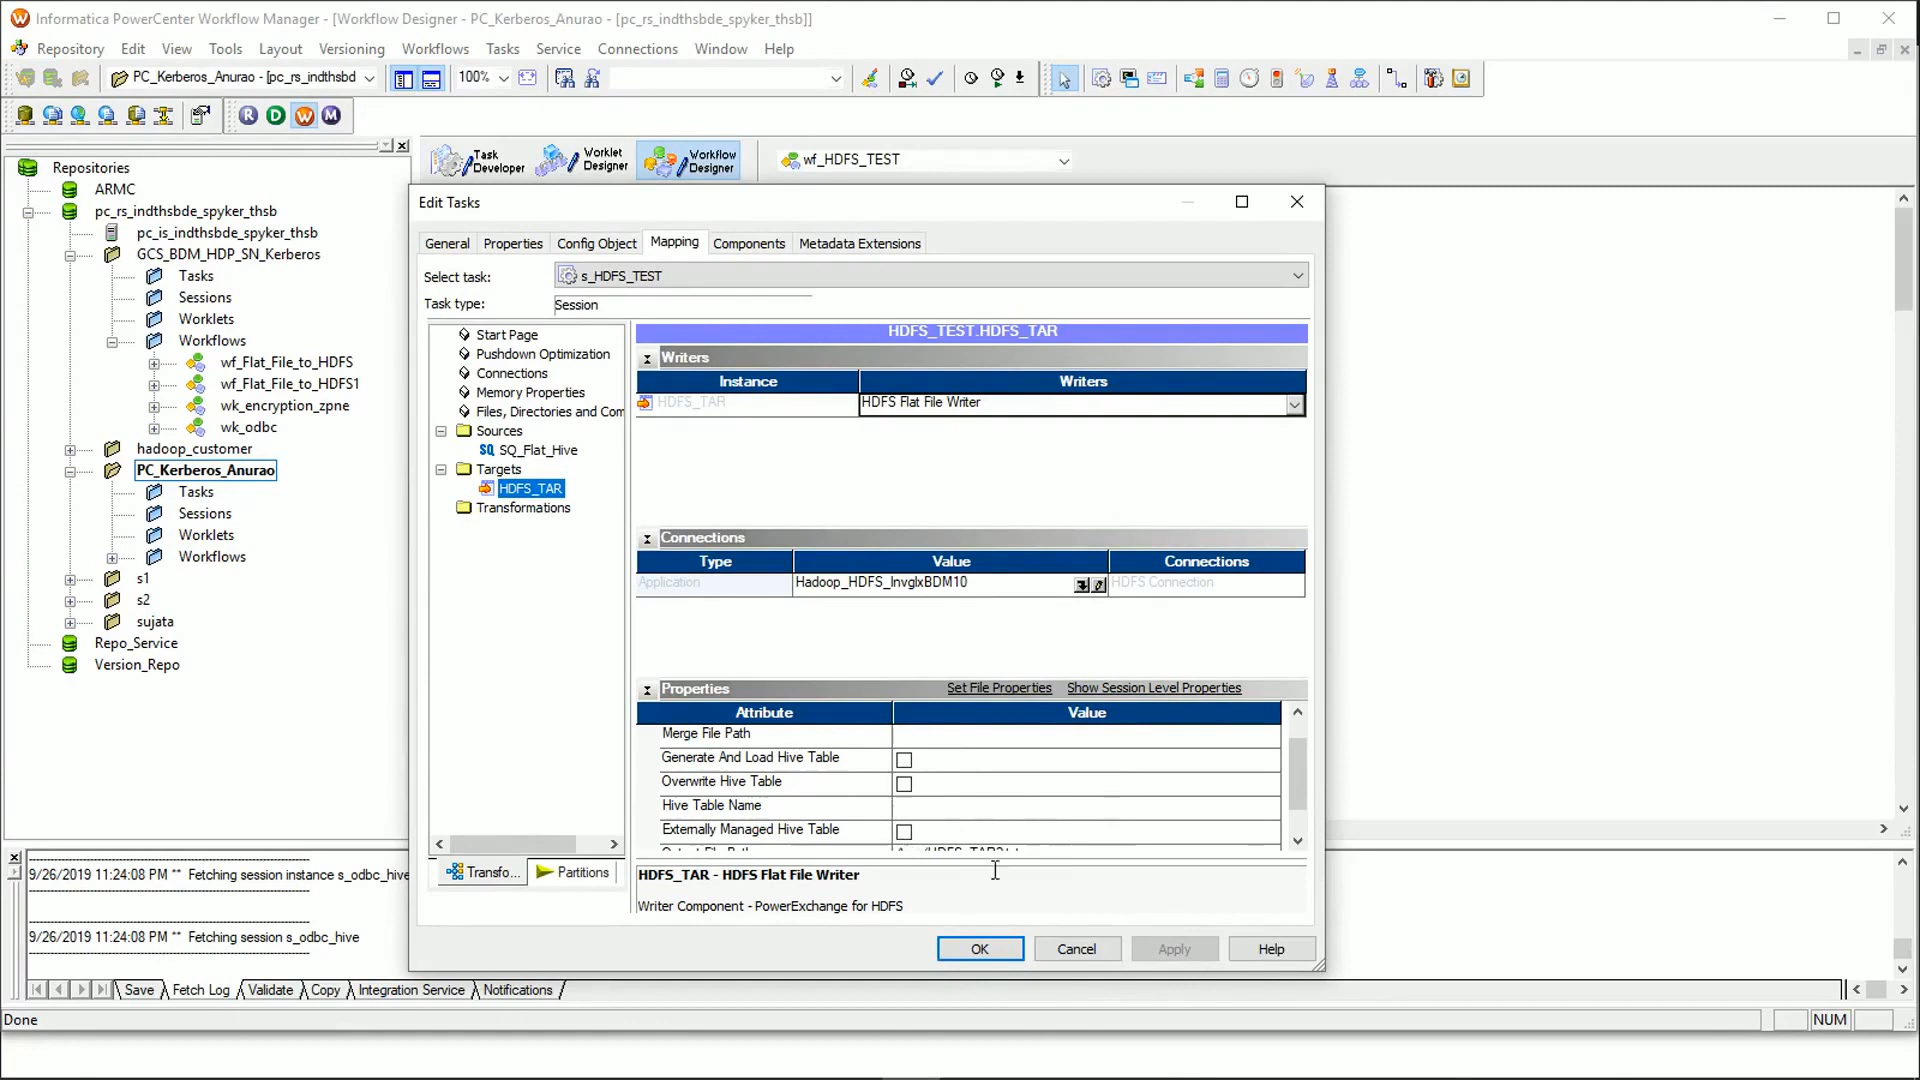 Informatica PowerCenter Workflow Manager - [Workflow Designer - PC_Kerberos_Anurao - [pc_rs_indthsbde_spyker_thsb]]
Repository Edit View Tools Layout Versioning Workflows Tasks Service Connections Window Help
PC_Kerberos_Anurao - [pc_rs_indthsbd
100%
R D W M
Task Developer
Worklet Designer
Workflow Designer
wf_HDFS_TEST
Repositories
ARMC
pc_rs_indthsbde_spyker_thsb
pc_is_indthsbde_spyker_thsb
GCS_BDM_HDP_SN_Kerberos
Tasks
Sessions
Worklets
Workflows
wf_Flat_File_to_HDFS
wf_Flat_File_to_HDFS1
wk_encryption_zpne
wk_odbc
hadoop_customer
PC_Kerberos_Anurao
Tasks
Sessions
Worklets
Workflows
s1
s2
sujata
Repo_Service
Version_Repo
Edit Tasks
General Properties Config Object Mapping Components Metadata Extensions
Select task: s_HDFS_TEST
Task type: Session
Start Page
Pushdown Optimization
Connections
Memory Properties
Files, Directories and Com
Sources
SQ SQ_Flat_Hive
Targets
HDFS_TAR
Transformations
Transfo...
Partitions
HDFS_TEST.HDFS_TAR
Writers
Instance Writers
HDFS_TAR HDFS Flat File Writer
Connections
Type Value Connections
Application Hadoop_HDFS_InvglxBDM10 HDFS Connection
Properties Set File Properties Show Session Level Properties
Attribute Value
Merge File Path
Generate And Load Hive Table
Overwrite Hive Table
Hive Table Name
Externally Managed Hive Table
HDFS_TAR - HDFS Flat File Writer
Writer Component - PowerExchange for HDFS
OK Cancel Apply Help
9/26/2019 11:24:08 PM ** Fetching session instance s_odbc_hive
9/26/2019 11:24:08 PM ** Fetching session s_odbc_hive
Save Fetch Log Validate Copy Integration Service Notifications
Done
NUM